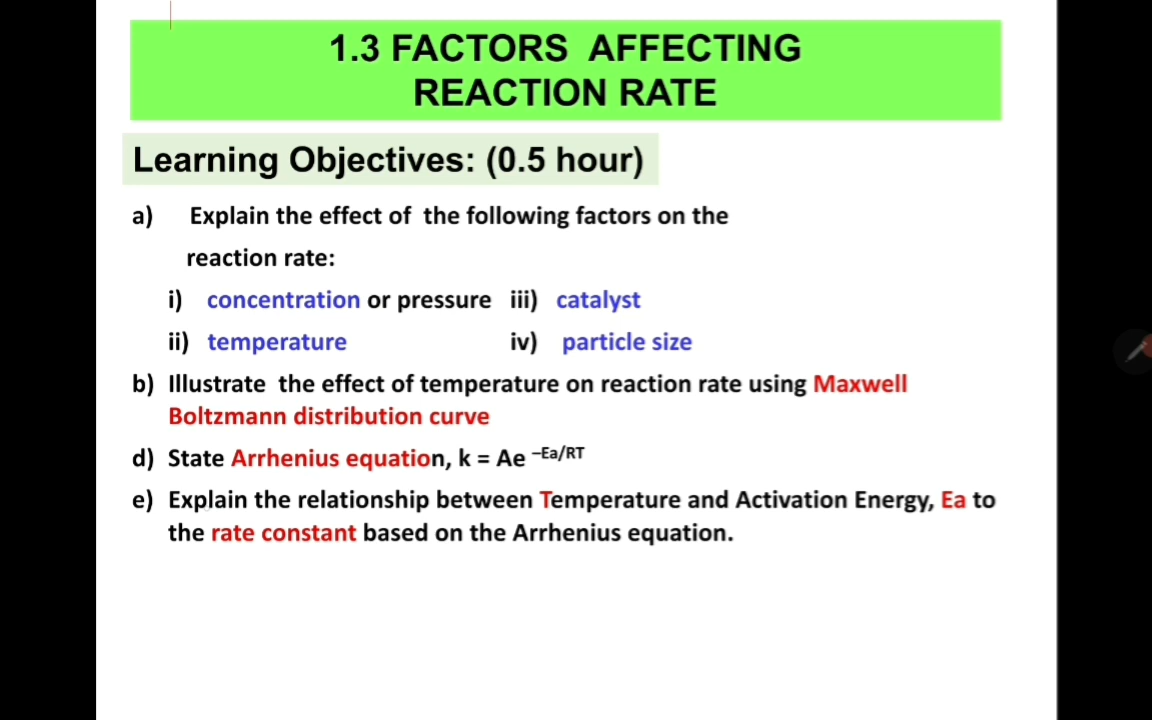 1.3 FACTORS AFFECTING
REACTION RATE
Learning Objectives: (0.5 hour)
a) Explain the effect of the following factors on the
reaction rate:
i) concentration or pressure iii) catalyst
ii) temperature iv) particle size
b) Illustrate the effect of temperature on reaction rate using Maxwell
Boltzmann distribution curve
d) State Arrhenius equation, k = Ae –Ea/RT
e) Explain the relationship between Temperature and Activation Energy, Ea to
the rate constant based on the Arrhenius equation.